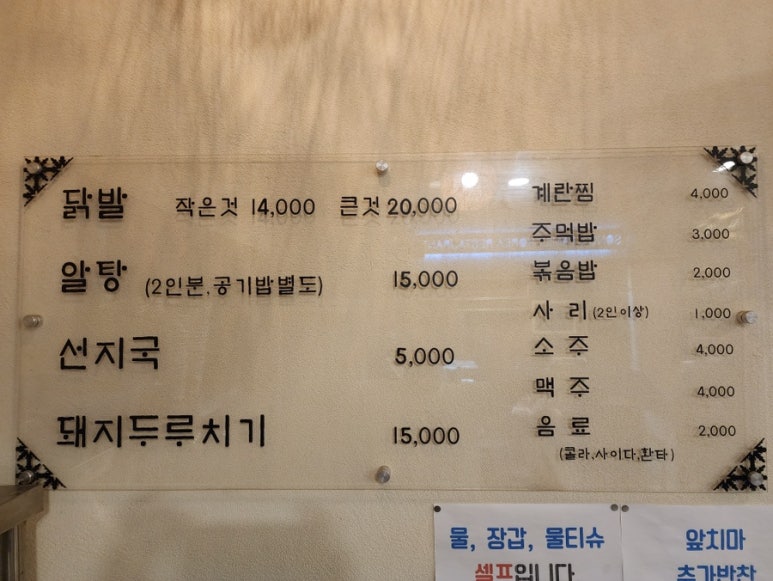 닭발 작은것 14,000 큰것 20,000
알탕 (2인분.공기밥별도) 15,000
선지국 5,000
돼지두루치기 15,000
계란찜 4,000
주먹밥 3,000
볶음밥 2,000
사리 (2인이상) 1,000
소주 4,000
맥주 4,000
음료 2,000
(콜라,사이다,환타)
물, 장갑, 물티슈
셀프입니다
앞치마
추가반찬